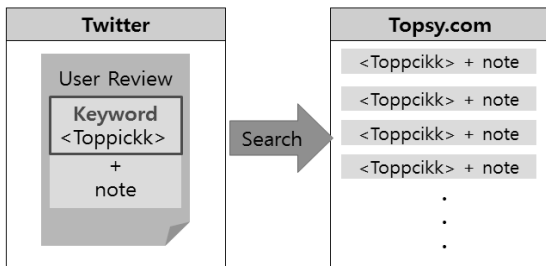 Twitter
User Review
Keyword
<Toppickk>
+
note
Search
Topsy.com
<Toppcikk> + note
<Toppcikk> + note
<Toppcikk> + note
<Toppcikk> + note
.
.
.